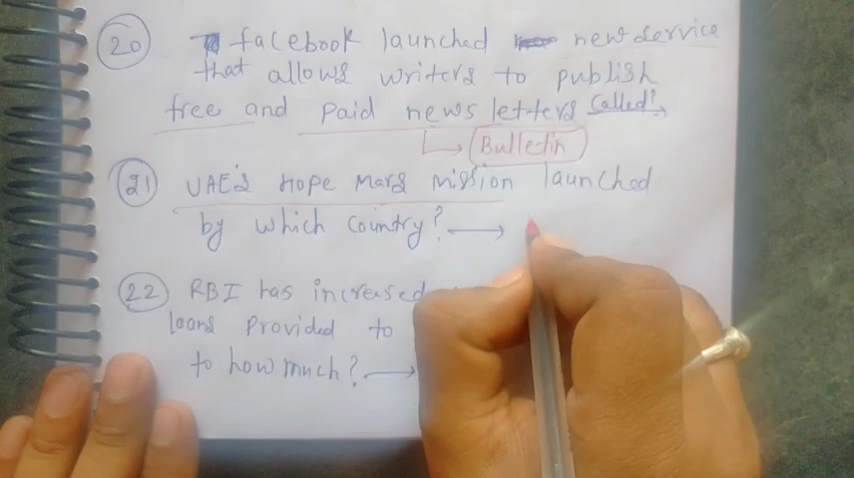 20 facebook launched new service
that allows writers to publish
free and paid news letters called?
Bulletin
21 UAE's Hope Mars Mission launched
by which country?
22 RBI has increased
loans provided to
to how much?